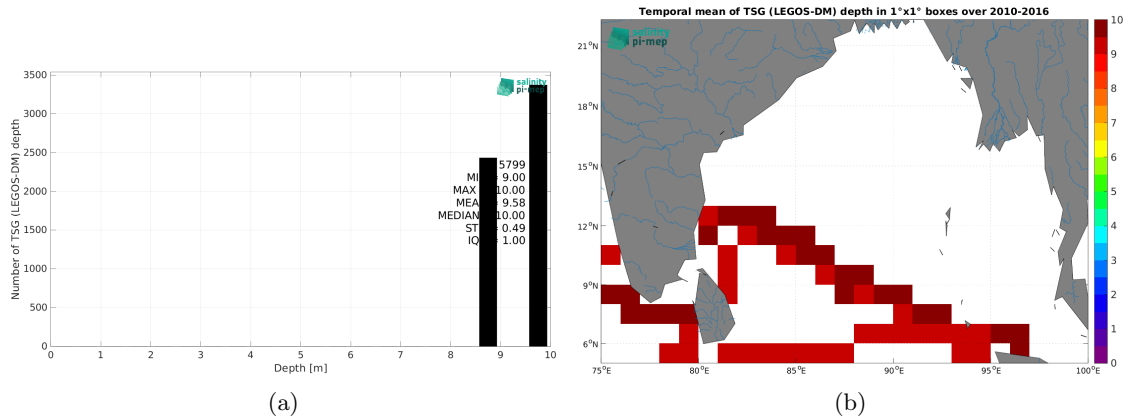 3500
3000
2500
2000
1500
1000
500
0
Number of TSG (LEGOS-DM) depth
salinity
pi-mep
5799
MI = 9.00
MAX 10.00
MEA = 9.58
MEDIAN 10.00
ST = 0.49
IQ = 1.00
0 1 2 3 4 5 6 7 8 9 10
Depth [m]
(a)
Temporal mean of TSG (LEGOS-DM) depth in 1°x1° boxes over 2010-2016
salinity
pi-mep
21°N
18°N
15°N
12°N
9°N
6°N
75°E 80°E 85°E 90°E 95°E 100°E
10
9
8
7
6
5
4
3
2
1
0
(b)